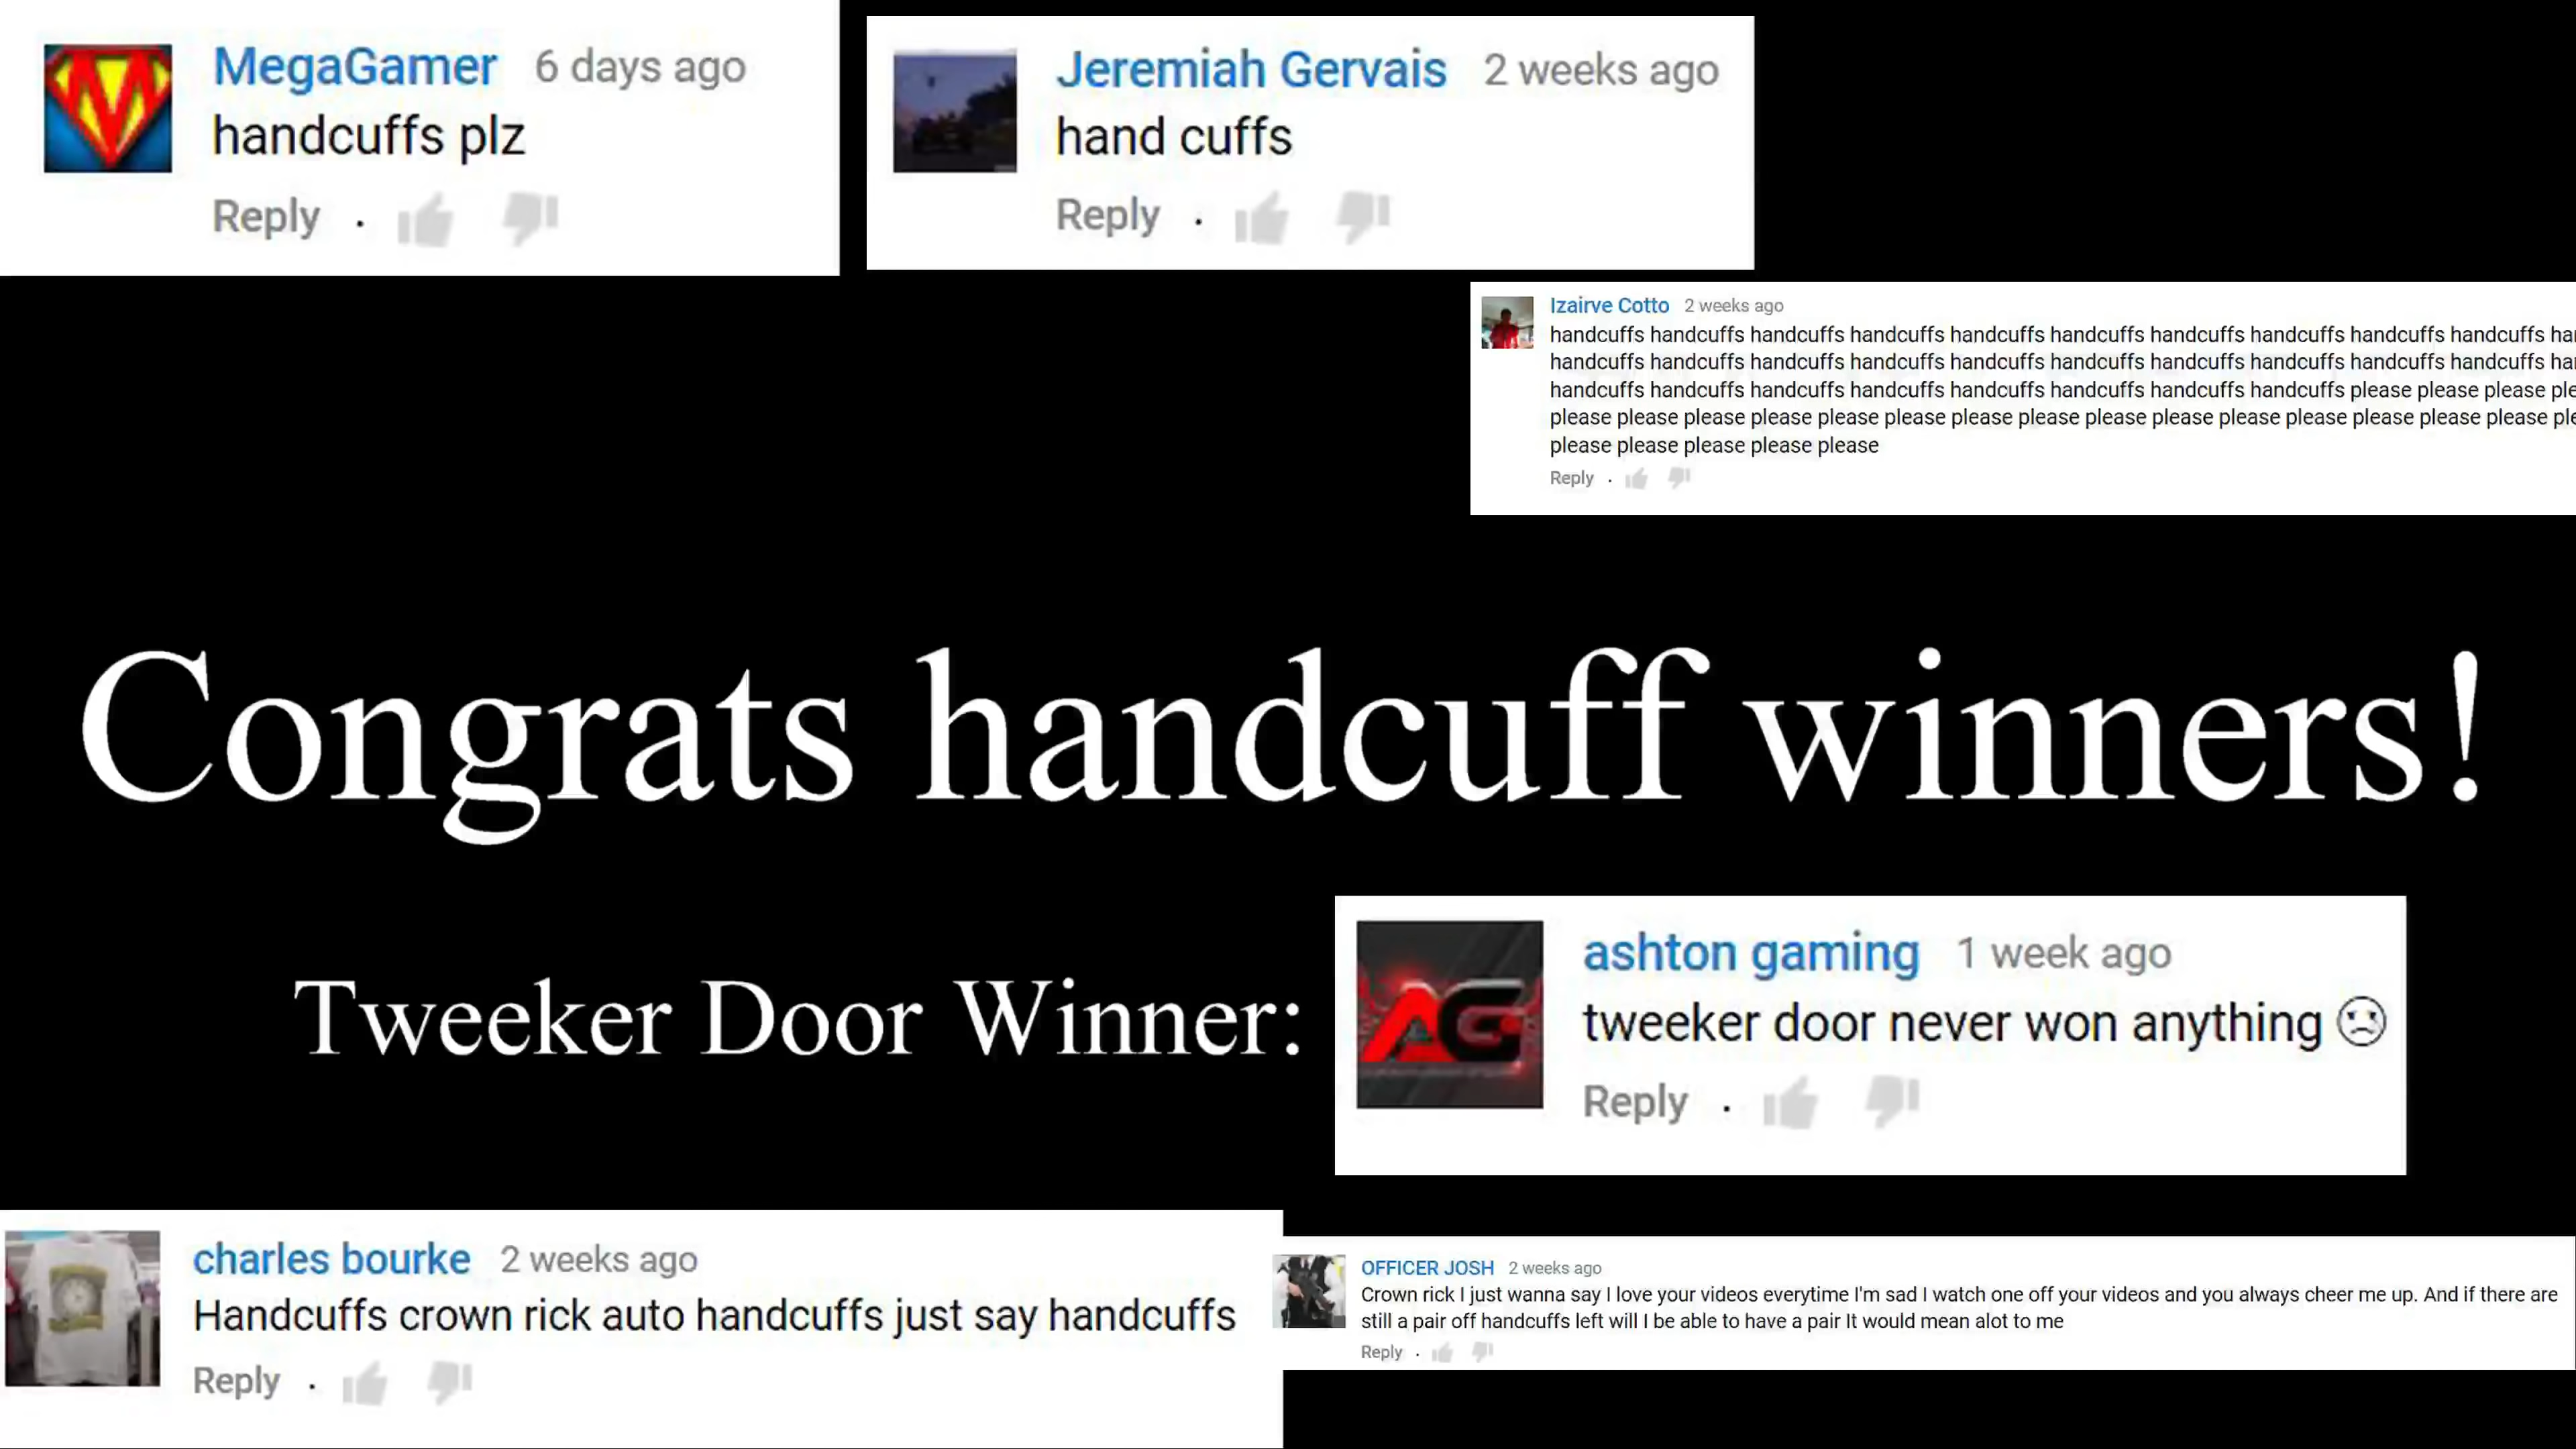 MegaGamer 6 days ago
handcuffs plz
Reply
Jeremiah Gervais 2 weeks ago
hand cuffs
Reply
Izairve Cotto 2 weeks ago
handcuffs handcuffs handcuffs handcuffs handcuffs handcuffs handcuffs handcuffs handcuffs handcuffs
handcuffs handcuffs handcuffs handcuffs handcuffs handcuffs handcuffs handcuffs handcuffs handcuffs
handcuffs handcuffs handcuffs handcuffs handcuffs handcuffs handcuffs handcuffs please please please
please please please please please please please please please please please please please please please
please please please please please
Reply
Congrats handcuff winners!
Tweeker Door Winner:
AG
ashton gaming 1 week ago
tweeker door never won anything
Reply
charles bourke 2 weeks ago
Handcuffs crown rick auto handcuffs just say handcuffs
Reply
OFFICER JOSH 2 weeks ago
Crown rick I just wanna say I love your videos everytime I'm sad I watch one off your videos and you always cheer me up. And if there are
still a pair off handcuffs left will I be able to have a pair It would mean alot to me
Reply